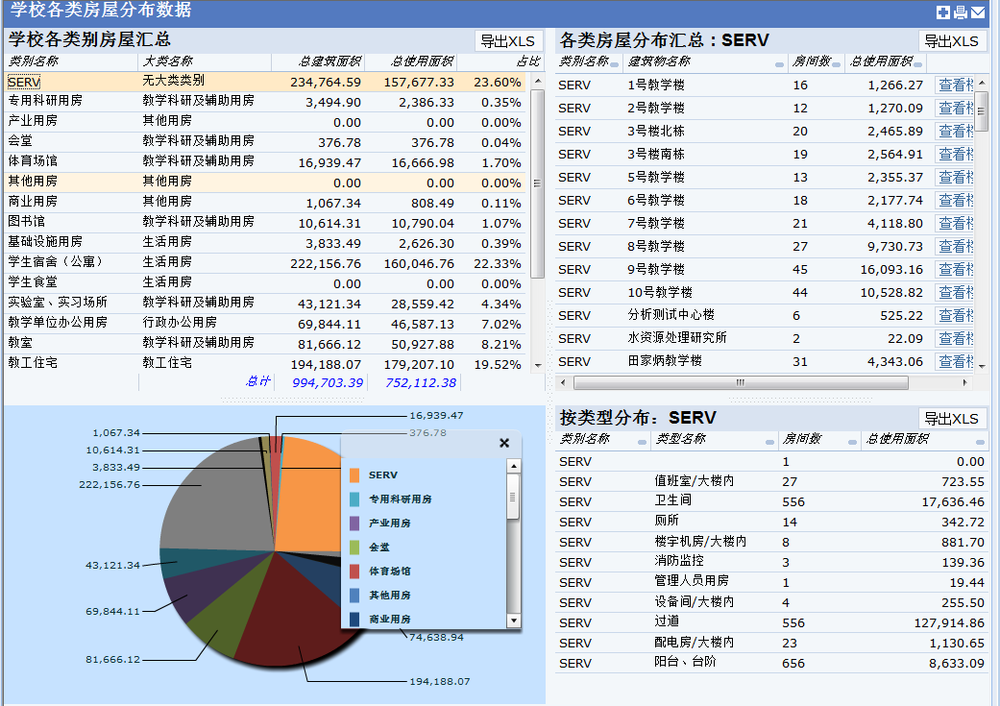 学校各类房屋分布数据
学校各类别房屋汇总 导出XLS
类别名称 大类名称 总建筑面积 总使用面积 占比
SERV 无大类类别 234,764.59 157,677.33 23.60%
专用科研用房 教学科研及辅助用房 3,494.90 2,386.33 0.35%
产业用房 其他用房 0.00 0.00 0.00%
会堂 教学科研及辅助用房 376.78 376.78 0.04%
体育场馆 教学科研及辅助用房 16,939.47 16,666.98 1.70%
其他用房 其他用房 0.00 0.00 0.00%
商业用房 其他用房 1,067.34 808.49 0.11%
图书馆 教学科研及辅助用房 10,614.31 10,790.04 1.07%
基础设施用房 生活用房 3,833.49 2,626.30 0.39%
学生宿舍（公寓） 生活用房 222,156.76 160,046.76 22.33%
学生食堂 生活用房 0.00 0.00 0.00%
实验室、实习场所 教学科研及辅助用房 43,121.34 28,559.42 4.34%
教学单位办公用房 行政办公用房 69,844.11 46,587.13 7.02%
教室 教学科研及辅助用房 81,666.12 50,927.88 8.21%
教工住宅 教工住宅 194,188.07 179,207.10 19.52%
总计 994,703.39 752,112.38
各类房屋分布汇总：SERV 导出XLS
类别名称 建筑物名称 房间数 总使用面积
SERV 1号教学楼 16 1,266.27 查看
SERV 2号教学楼 12 1,270.09 查看
SERV 3号楼北栋 20 2,465.89 查看
SERV 3号楼南栋 19 2,564.91 查看
SERV 5号教学楼 13 2,355.37 查看
SERV 6号教学楼 18 2,177.74 查看
SERV 7号教学楼 21 4,118.80 查看
SERV 8号教学楼 27 9,730.73 查看
SERV 9号教学楼 45 16,093.16 查看
SERV 10号教学楼 44 10,528.82 查看
SERV 分析测试中心楼 6 525.22 查看
SERV 水资源处理研究所 2 22.09 查看
SERV 田家炳教学楼 31 4,343.06 查看
16,939.47
1,067.34
376.78
10,614.31
3,833.49
222,156.76
43,121.34
69,844.11
81,666.12
74,638.94
194,188.07
SERV
专用科研用房
产业用房
会堂
体育场馆
其他用房
商业用房
按类型分布：SERV 导出XLS
类别名称 类型名称 房间数 总使用面积
SERV 1 0.00
SERV 值班室/大楼内 27 723.55
SERV 卫生间 556 17,636.46
SERV 厕所 14 342.72
SERV 楼宇机房/大楼内 8 881.70
SERV 消防监控 3 139.36
SERV 管理人员用房 1 19.44
SERV 设备间/大楼内 4 255.50
SERV 过道 556 127,914.86
SERV 配电房/大楼内 23 1,130.65
SERV 阳台、台阶 656 8,633.09